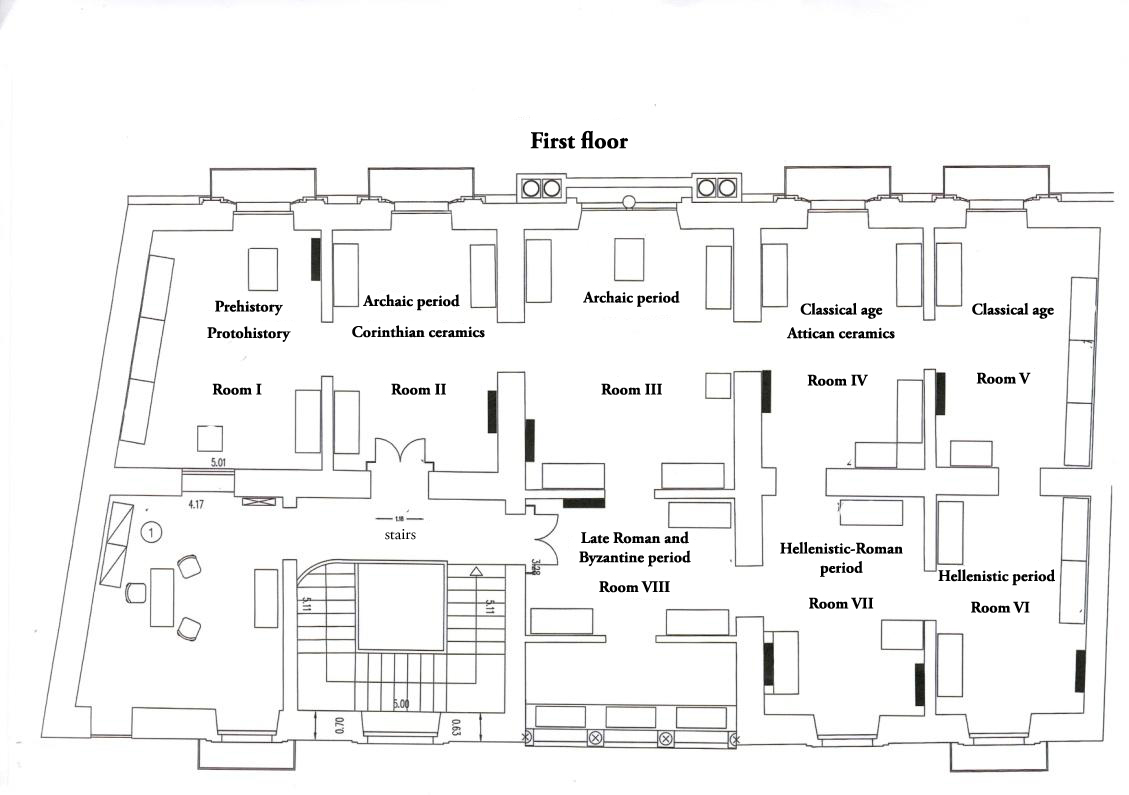 First floor
Prehistory
Protohistory
Room I
Archaic period
Corinthian ceramics
Room II
Archaic period
Room III
Classical age
Attican ceramics
Room IV
Classical age
Room V
5.01
4.17
1
1.18
stairs
3.28
5.11
5.11
5.00
0.70
0.63
Late Roman and
Byzantine period
Room VIII
Hellenistic-Roman
period
Room VII
Hellenistic period
Room VI